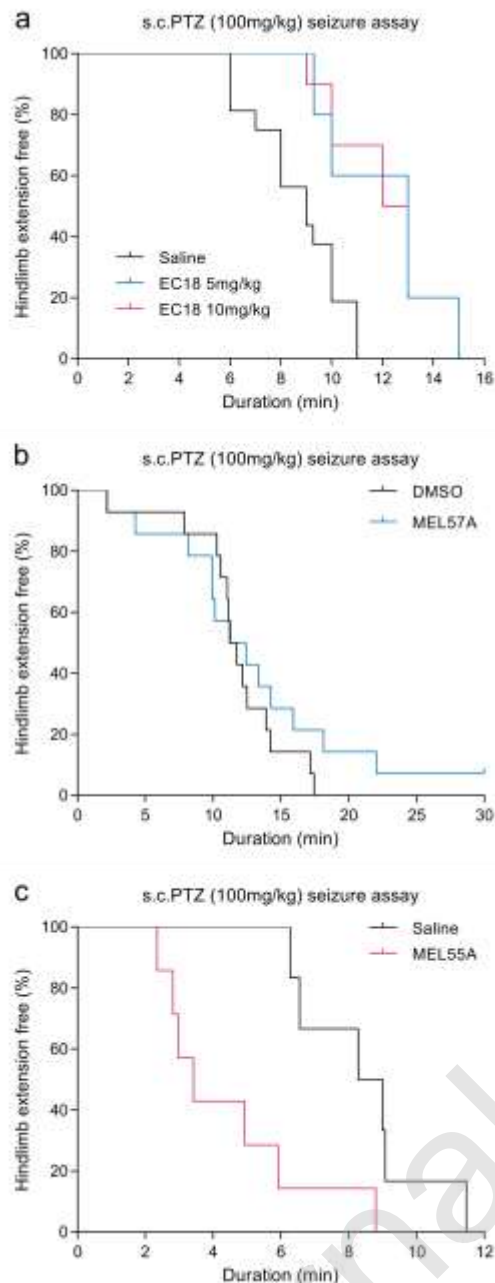 a
s.c.PTZ (100mg/kg) seizure assay
Hindlimb extension free (%)
100
80
60
40
20
0
Saline
EC18 5mg/kg
EC18 10mg/kg
0 2 4 6 8 10 12 14 16
Duration (min)
b
s.c.PTZ (100mg/kg) seizure assay
Hindlimb extension free (%)
100
80
60
40
20
0
DMSO
MEL57A
0 5 10 15 20 25 30
Duration (min)
c
s.c.PTZ (100mg/kg) seizure assay
Hindlimb extension free (%)
100
80
60
40
20
0
Saline
MEL55A
0 2 4 6 8 10 12
Duration (min)